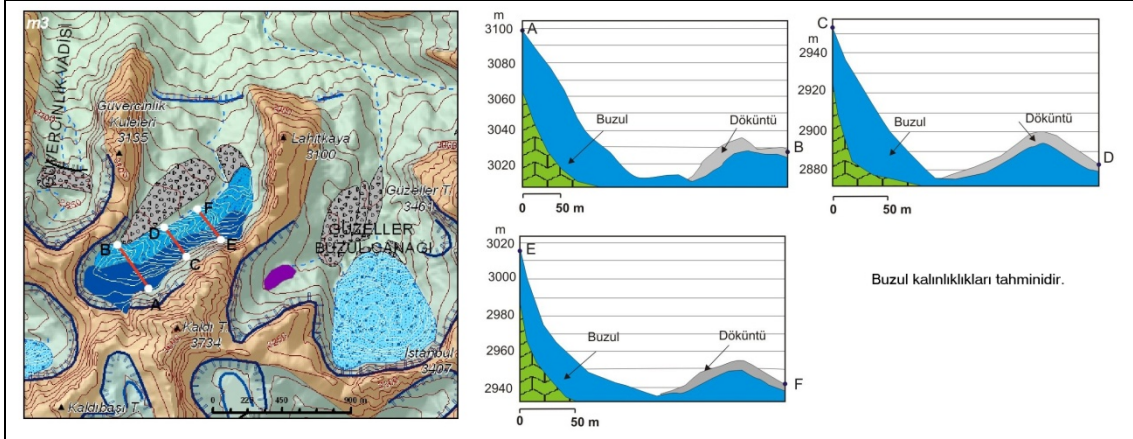 m3
GÜVERCİNLİK VADİSİ
Güvercinlik
Kuleleri
3155
Lahitkaya
3100
Güzeller T.
3461
GÜZELLER
BUZUL ÇANAĞI
B
D
F
A
C
E
Kaldı T.
3734
İstanbul
3407
Kaldıbaşı T.
0 225 450 900 m
m
3100
3080
3060
3040
3020
A
B
Buzul
Döküntü
0 50 m
C
m
2940
2920
2900
2880
D
Buzul
Döküntü
0 50 m
m
3020
3000
2980
2960
2940
E
F
Buzul
Döküntü
0 50 m
Buzul kalınlıklıkları tahminidir.